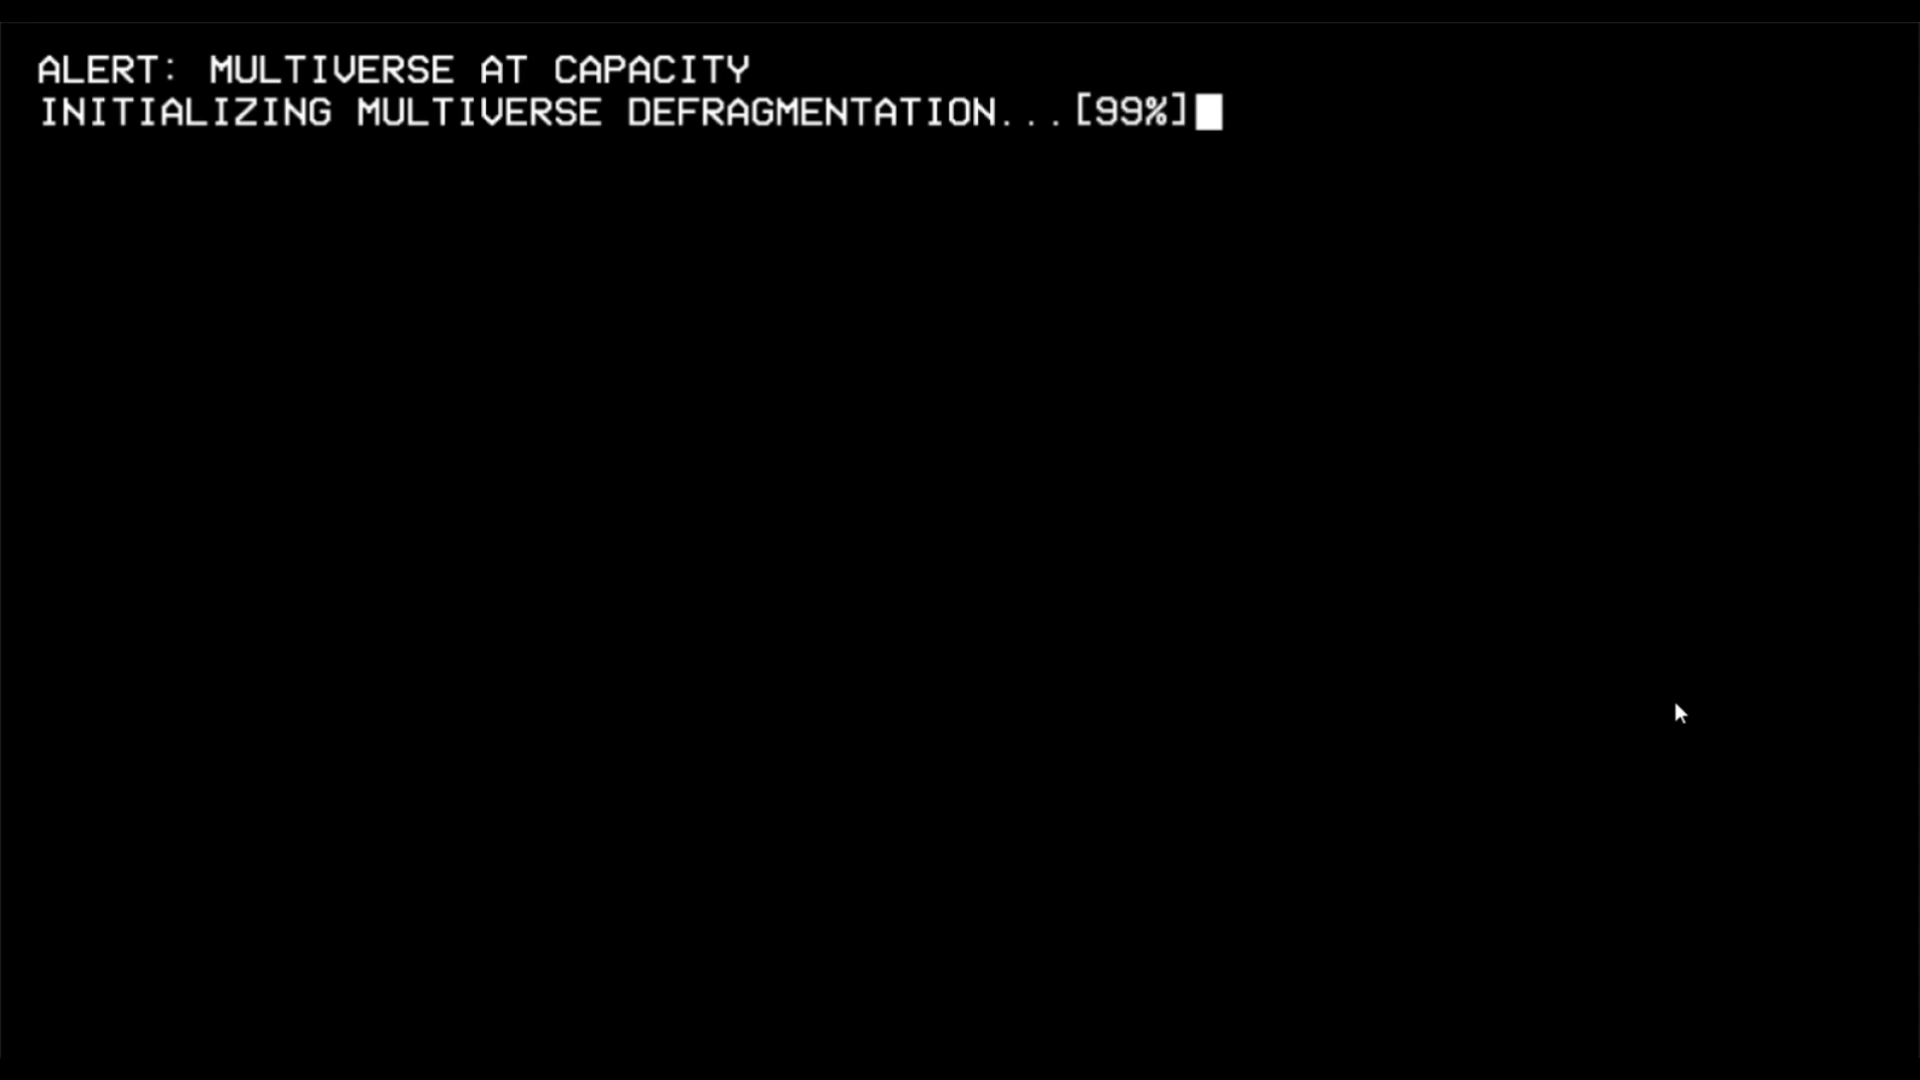 ALERT: MULTIVERSE AT CAPACITY
INITIALIZING MULTIVERSE DEFRAGMENTATION...[99%]